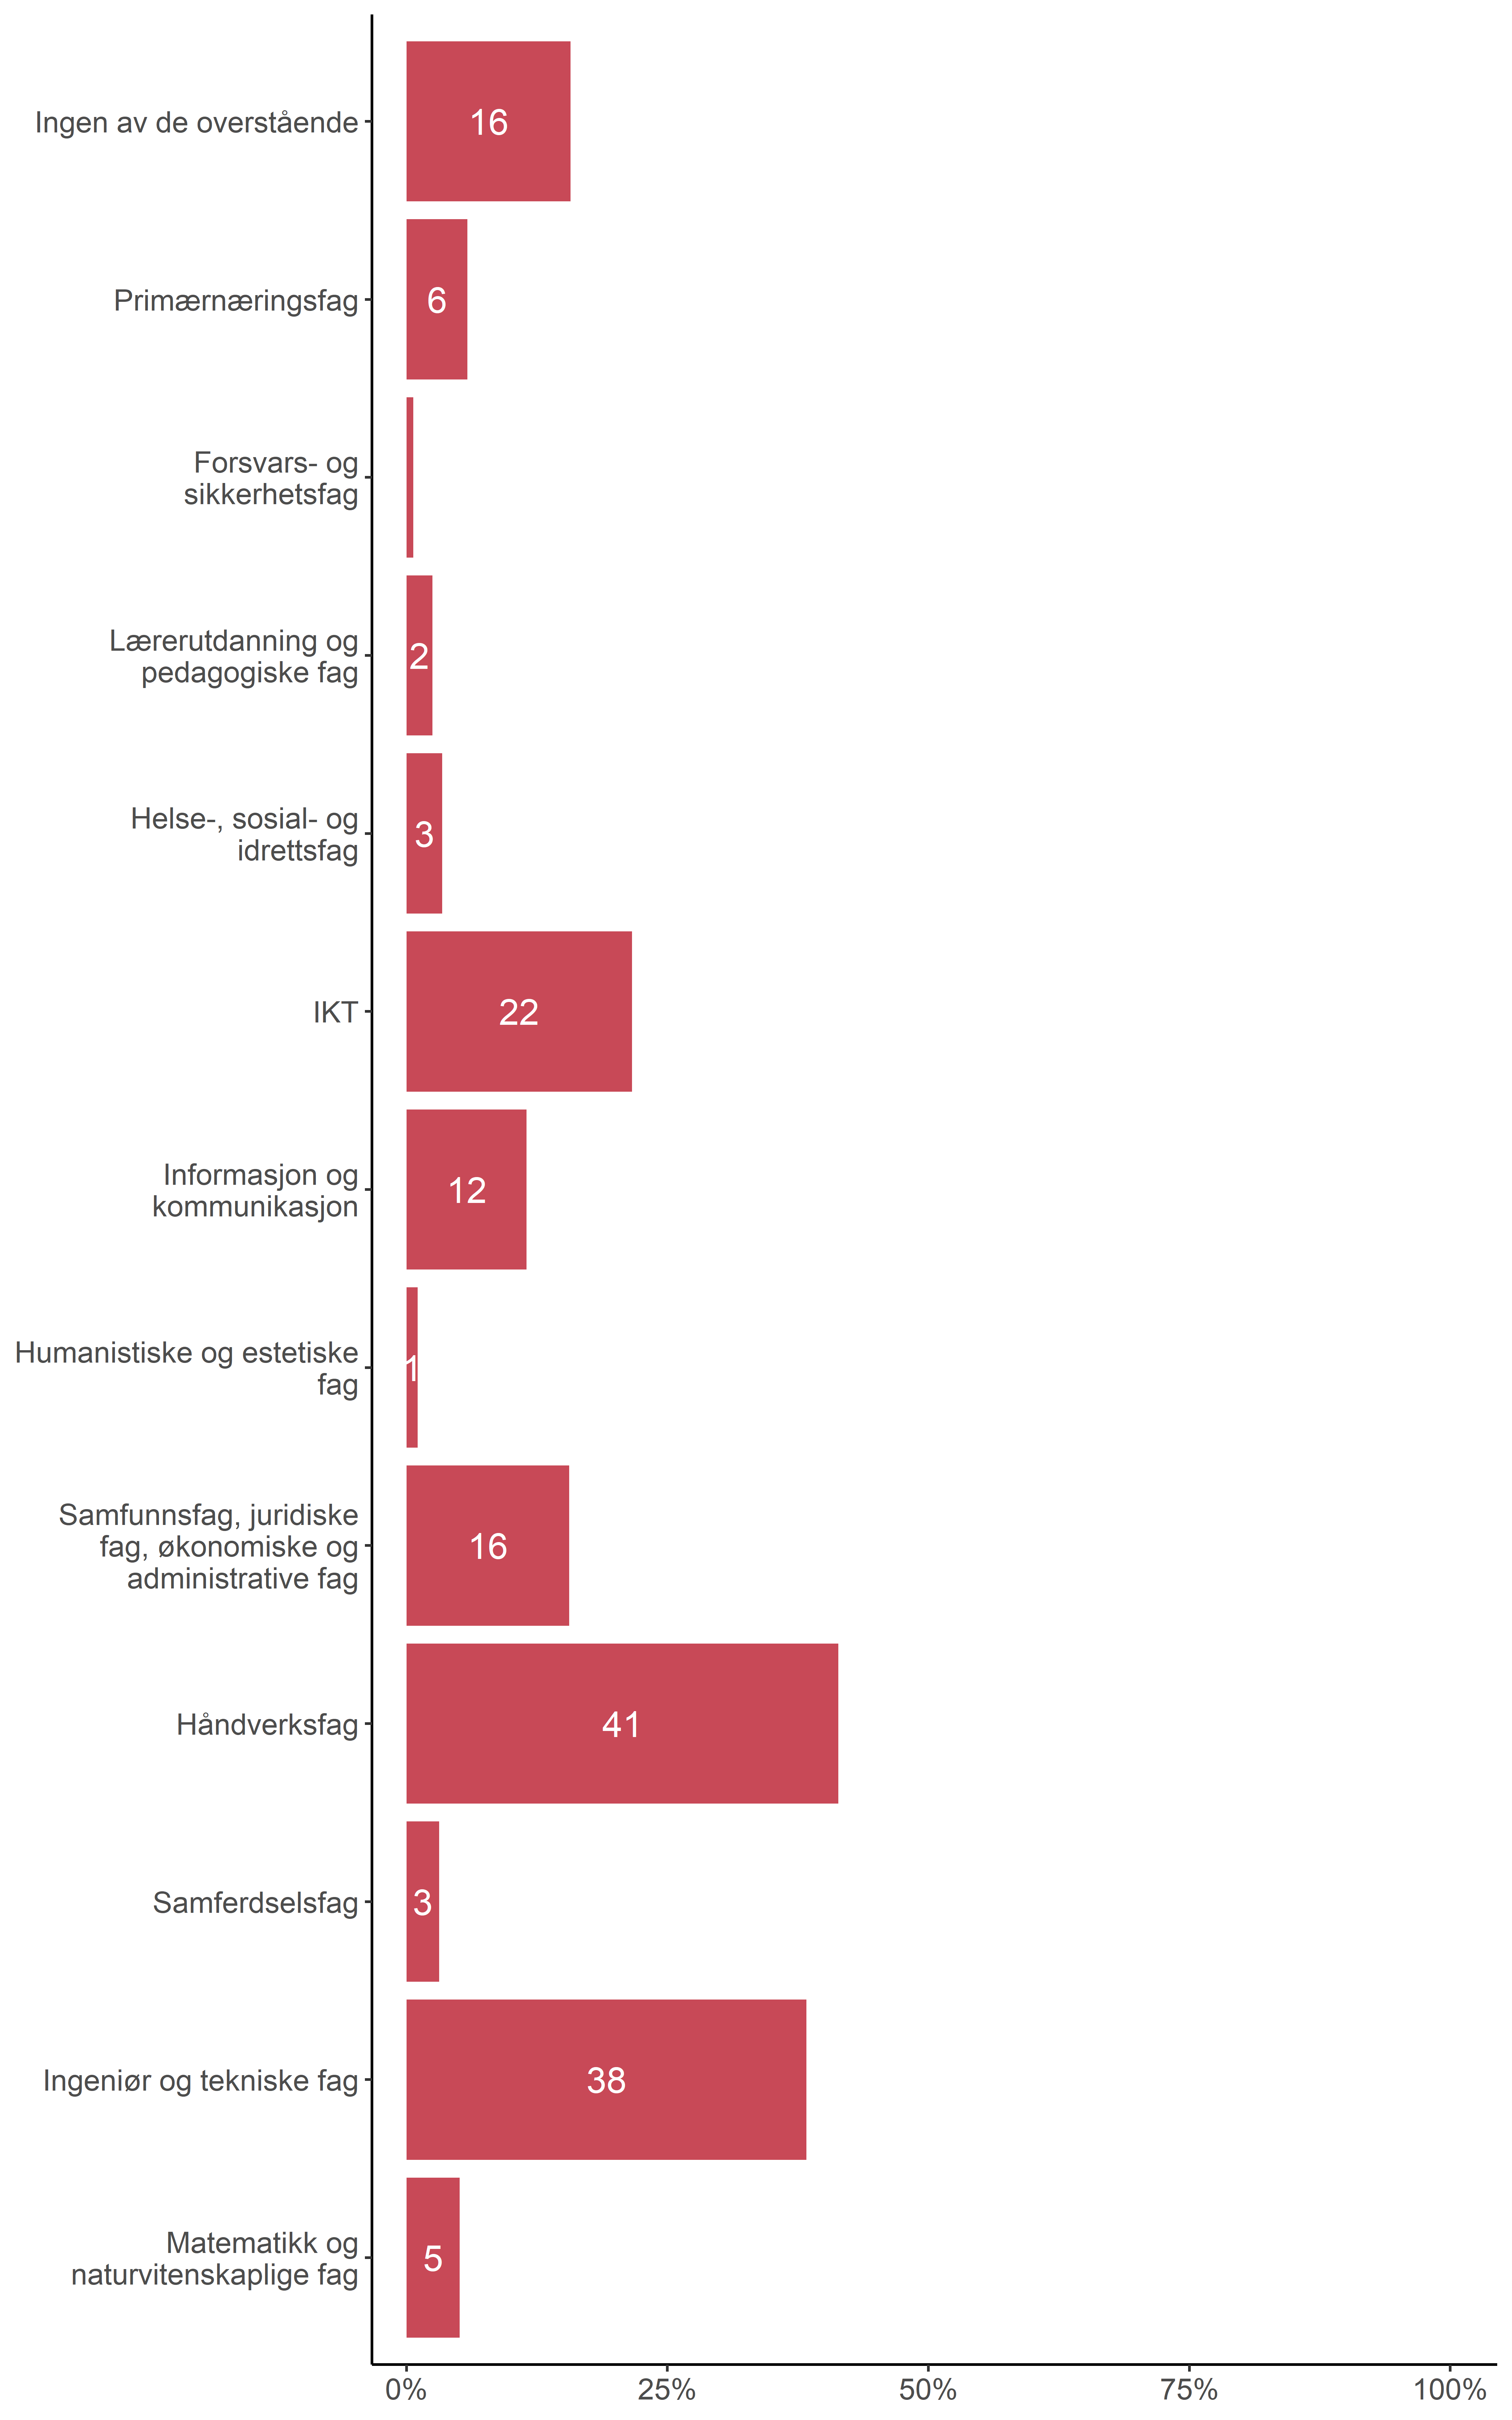 Ingen av de overstående
16
Primærnæringsfag
6
Forsvars- og
sikkerhetsfag
Lærerutdanning og
pedagogiske fag
2
Helse-, sosial- og
idrettsfag
3
IKT
22
Informasjon og
kommunikasjon
12
Humanistiske og estetiske
fag
1
Samfunnsfag, juridiske
fag, økonomiske og
administrative fag
16
Håndverksfag
41
Samferdselsfag
3
Ingeniør og tekniske fag
38
Matematikk og
naturvitenskaplige fag
5
0% 25% 50% 75% 100%